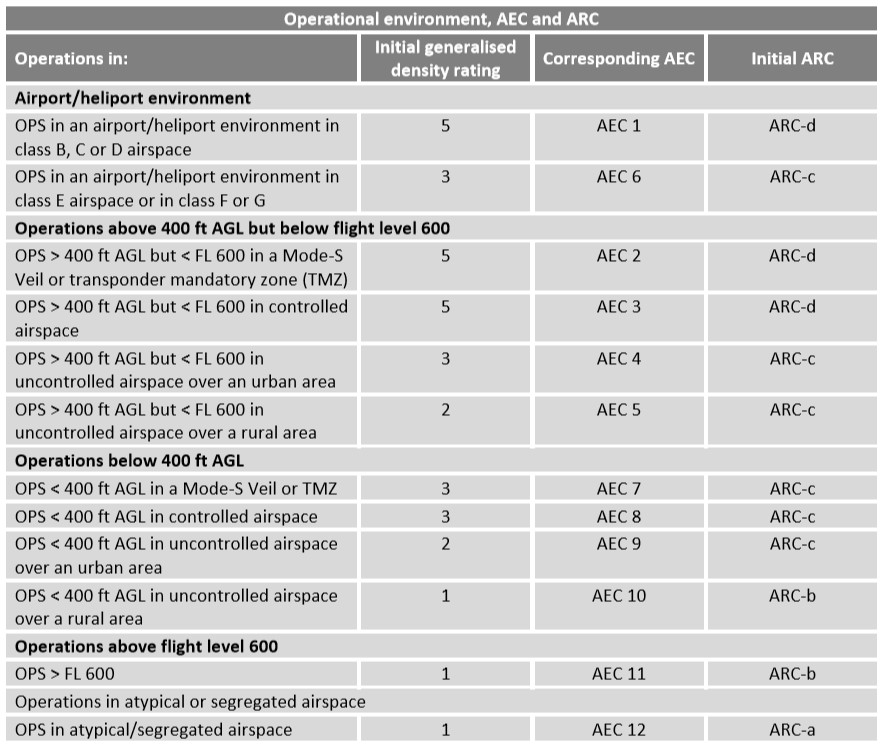 Operational environment, AEC and ARC
Operations in:
Initial generalised
density rating
Corresponding AEC
Initial ARC
Airport/heliport environment
OPS in an airport/heliport environment in
class B, C or D airspace
5
AEC 1
ARC-d
OPS in an airport/heliport environment in
class E airspace or in class F or G
3
AEC 6
ARC-c
Operations above 400 ft AGL but below flight level 600
OPS > 400 ft AGL but < FL 600 in a Mode-S
Veil or transponder mandatory zone (TMZ)
5
AEC 2
ARC-d
OPS > 400 ft AGL but < FL 600 in controlled
airspace
5
AEC 3
ARC-d
OPS > 400 ft AGL but < FL 600 in
uncontrolled airspace over an urban area
3
AEC 4
ARC-c
OPS > 400 ft AGL but < FL 600 in
uncontrolled airspace over a rural area
2
AEC 5
ARC-c
Operations below 400 ft AGL
OPS < 400 ft AGL in a Mode-S Veil or TMZ
3
AEC 7
ARC-c
OPS < 400 ft AGL in controlled airspace
3
AEC 8
ARC-c
OPS < 400 ft AGL in uncontrolled airspace
over an urban area
2
AEC 9
ARC-c
OPS < 400 ft AGL in uncontrolled airspace
over a rural area
1
AEC 10
ARC-b
Operations above flight level 600
OPS > FL 600
1
AEC 11
ARC-b
Operations in atypical or segregated airspace
OPS in atypical/segregated airspace
1
AEC 12
ARC-a